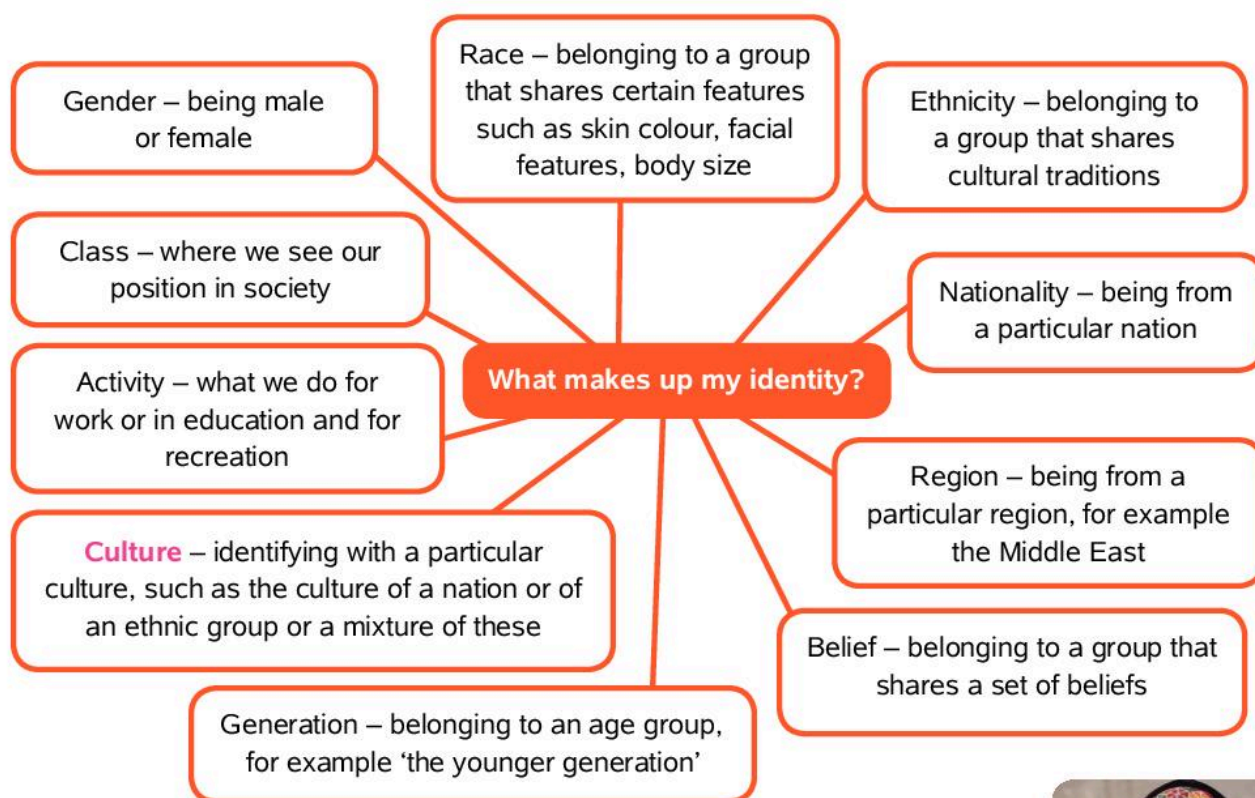 Gender – being male
or female
Race – belonging to a group
that shares certain features
such as skin colour, facial
features, body size
Ethnicity – belonging to
a group that shares
cultural traditions
Class – where we see our
position in society
Nationality – being from
a particular nation
What makes up my identity?
Activity – what we do for
work or in education and for
recreation
Region – being from a
particular region, for example
the Middle East
Culture – identifying with a particular
culture, such as the culture of a nation or of
an ethnic group or a mixture of these
Belief – belonging to a group that
shares a set of beliefs
Generation – belonging to an age group,
for example ‘the younger generation’